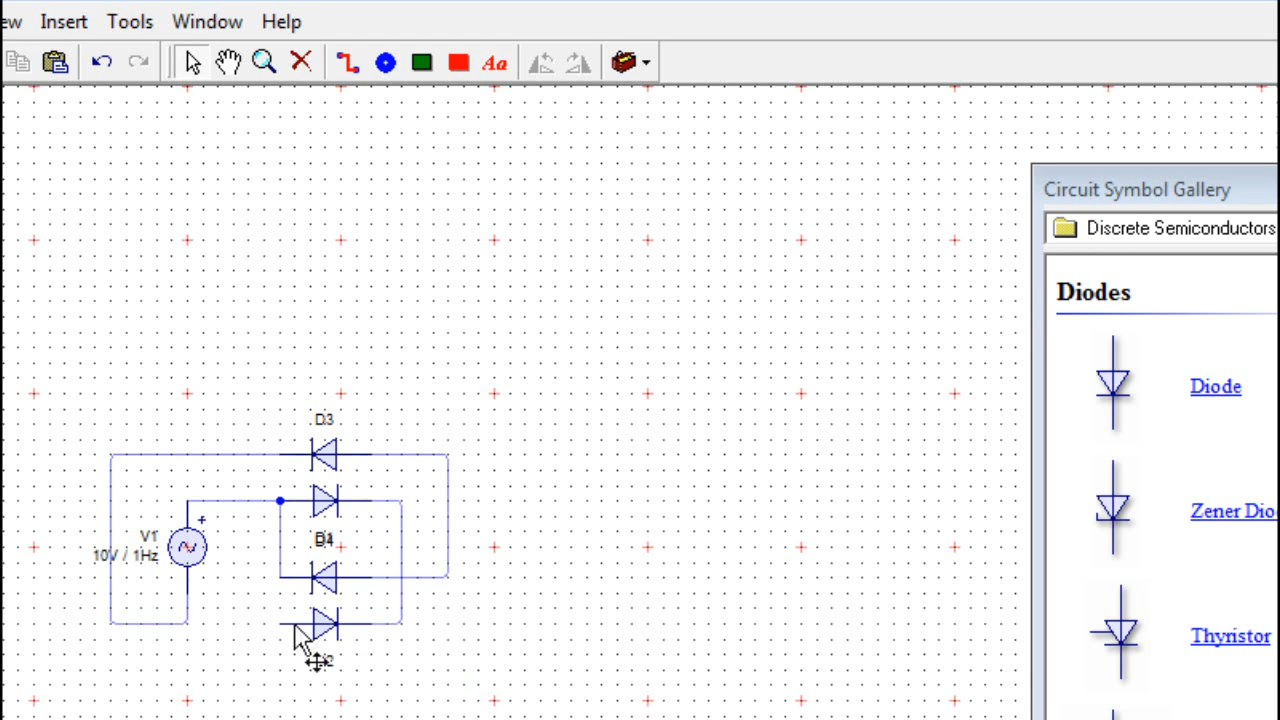 ew Insert Tools Window Help
Aa
Circuit Symbol Gallery
Discrete Semiconductors
Diodes
Diode
Zener Dio
Thyristor
D3
V1
10V / 1Hz